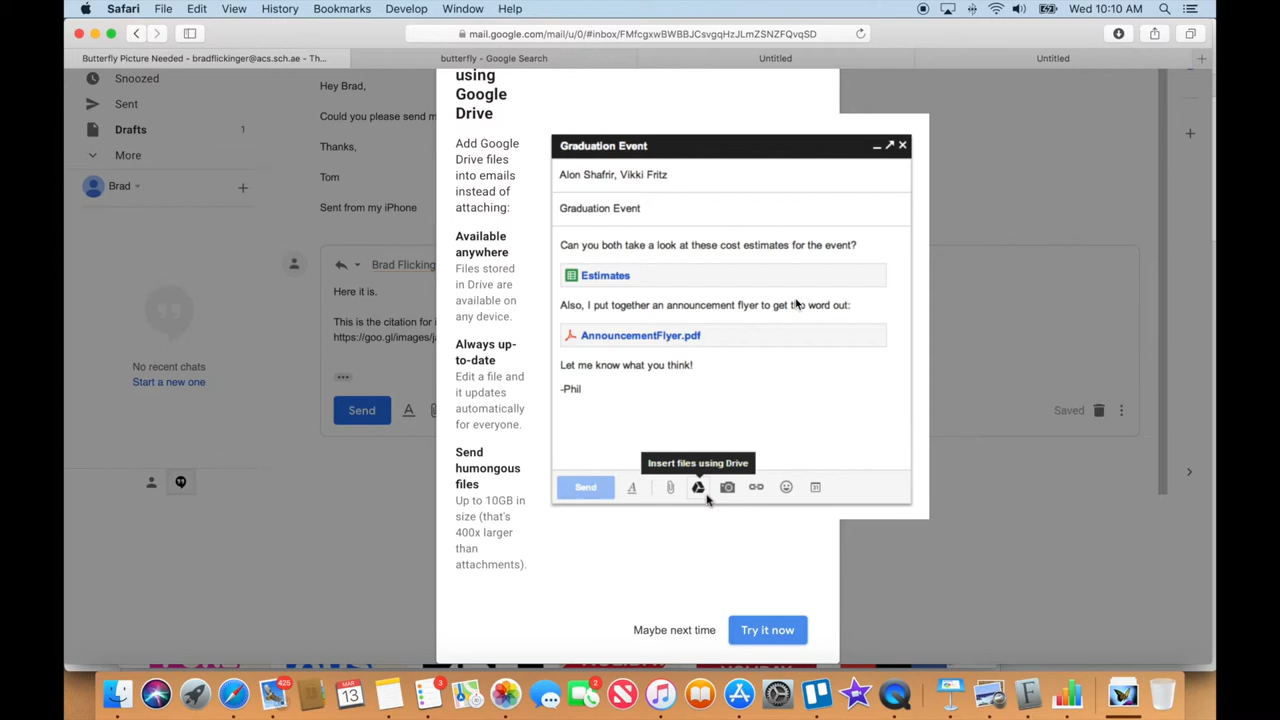 Safari File Edit View History Bookmarks Develop Window Help Wed 10:10 AM
mail.google.com/mail/u/0/#inbox/FMfcgxwBWBBJCsvgqHzJLmZSNZFQvqSD
Butterfly Picture Needed - bradflickinger@acs.sch.ae - Th... butterfly - Google Search Untitled Untitled
Snoozed
Sent
Drafts 1
More
Brad
No recent chats
Start a new one
Hey Brad,
Could you please send m
Thanks,
Tom
Sent from my iPhone
Brad Flicking
Here it is.
This is the citation for i
https://goo.gl/images/j
Send
Saved
using
Google
Drive
Add Google
Drive files
into emails
instead of
attaching:
Available
anywhere
Files stored
in Drive are
available on
any device.
Always up-
to-date
Edit a file and
it updates
automatically
for everyone.
Send
humongous
files
Up to 10GB in
size (that's
400x larger
than
attachments).
Graduation Event
Alon Shafrir, Vikki Fritz
Graduation Event
Can you both take a look at these cost estimates for the event?
Estimates
Also, I put together an announcement flyer to get the word out:
AnnouncementFlyer.pdf
Let me know what you think!
-Phil
Insert files using Drive
Send A 31
Maybe next time Try it now
425 MAR 13 3 2